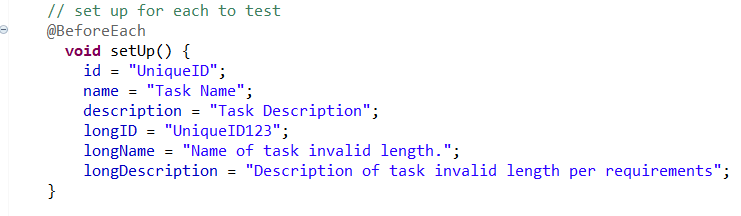 // set up for each to test
@BeforeEach
void setUp() {
id = "UniqueID";
name = "Task Name";
description = "Task Description";
longID = "UniqueID123";
longName = "Name of task invalid length.";
longDescription = "Description of task invalid length per requirements";
}